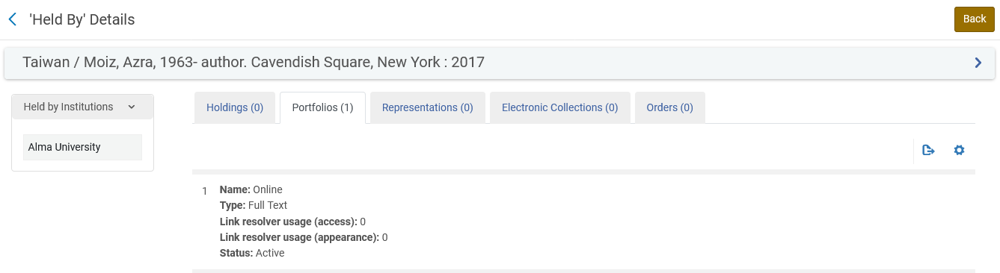 'Held By' Details
Back
Taiwan / Moiz, Azra, 1963- author. Cavendish Square, New York : 2017
Held by Institutions
Alma University
Holdings (0)
Portfolios (1)
Representations (0)
Electronic Collections (0)
Orders (0)
1
Name: Online
Type: Full Text
Link resolver usage (access): 0
Link resolver usage (appearance): 0
Status: Active